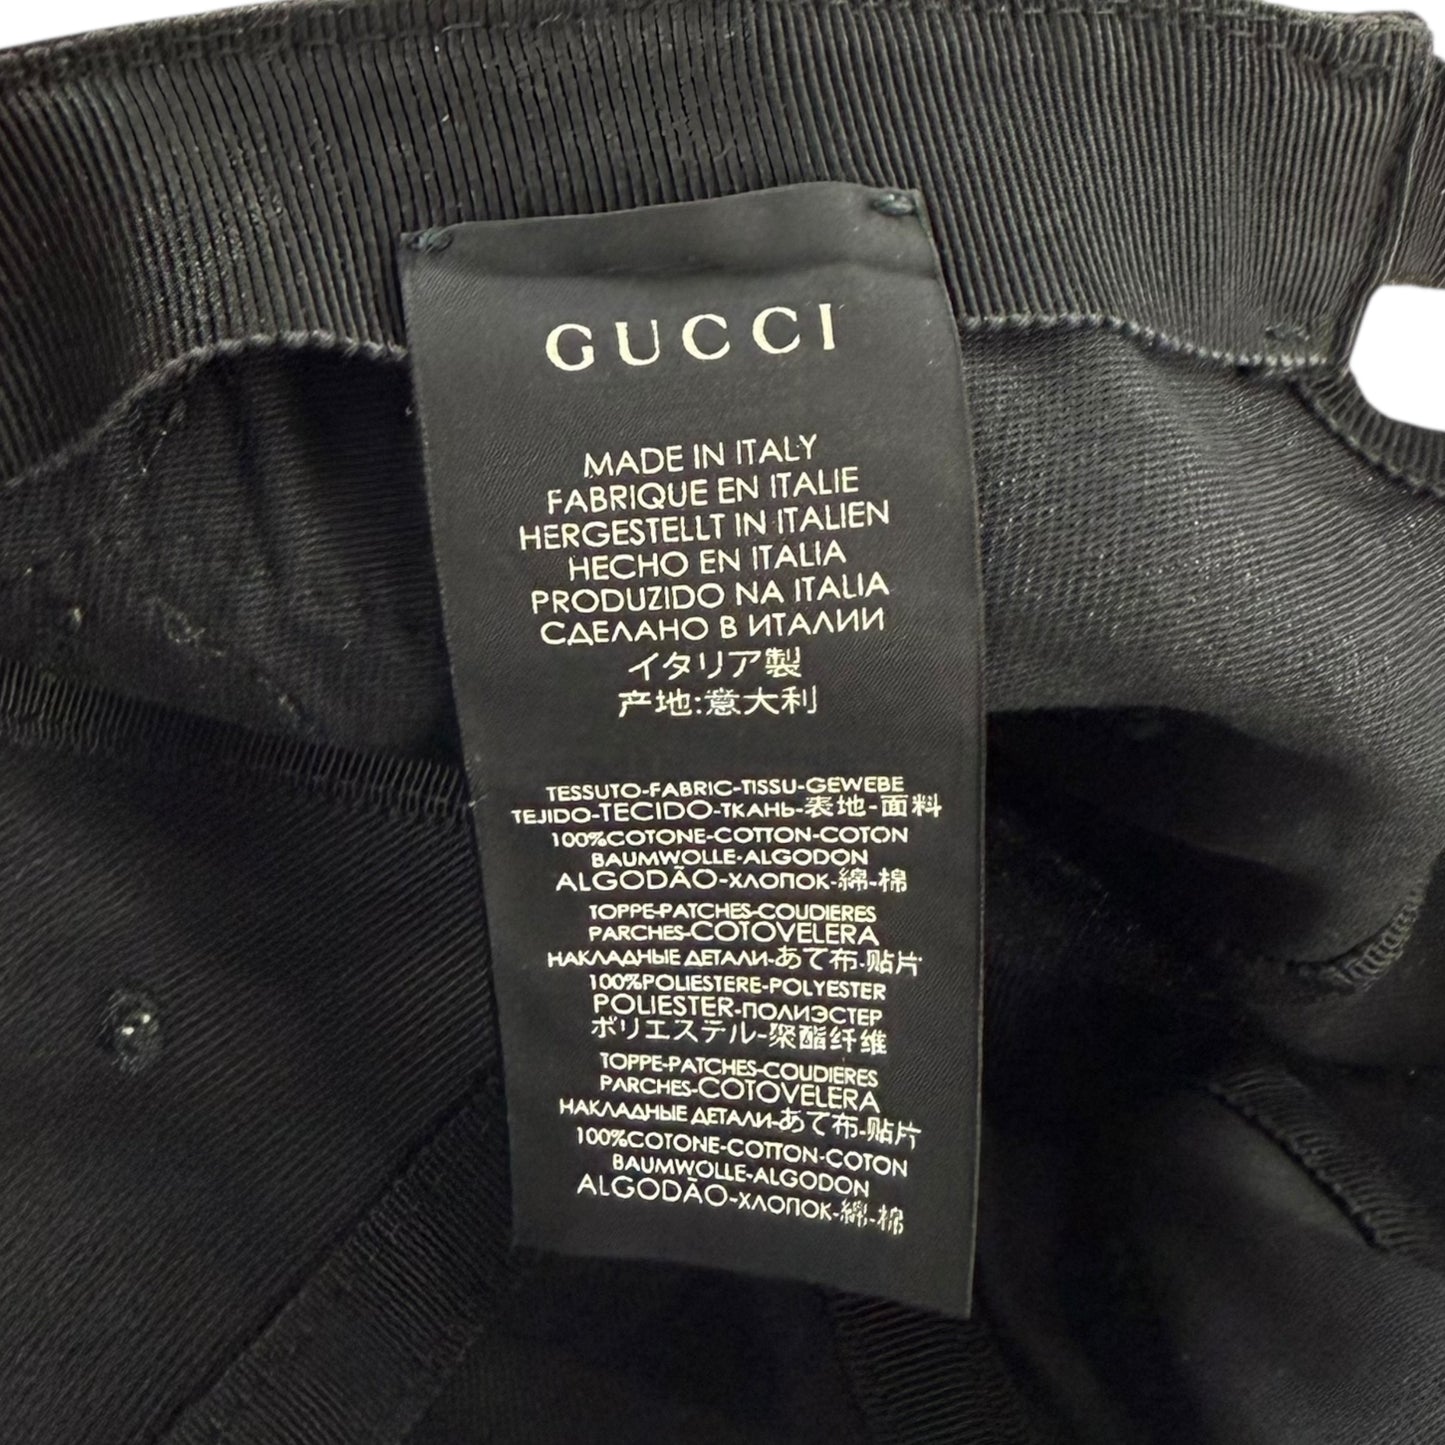 GUCCI
MADE IN ITALY
FABRIQUE EN ITALIE
HERGESTELLT IN ITALIEN
HECHO EN ITALIA
PRODUZIDO NA ITALIA
СДЕЛАНО В ИТАЛИИ
イタリア製
产地:意大利
TESSUTO-FABRIC-TISSU-GEWEBE
TEJIDO-TECIDO-ТКАНЬ-表地-面料
100%COTONE-COTTON-COTON
BAUMWOLLE-ALGODON
ALGODÃO-ХЛОПОК-綿-棉
TOPPE-PATCHES-COUDIERES
PARCHES-COTOVELERA
НАКЛАДНЫЕ ДЕТАЛИ-あて布-贴片
100%POLIESTERE-POLYESTER
POLIESTER-ПОЛИЭСТЕР
ポリエステル-聚酯纤维
TOPPE-PATCHES-COUDIERES
PARCHES-COTOVELERA
НАКЛАДНЫЕ ДЕТАЛИ-あて布-贴片
100%COTONE-COTTON-COTON
BAUMWOLLE-ALGODON
ALGODÃO-ХЛОПОК-綿-棉